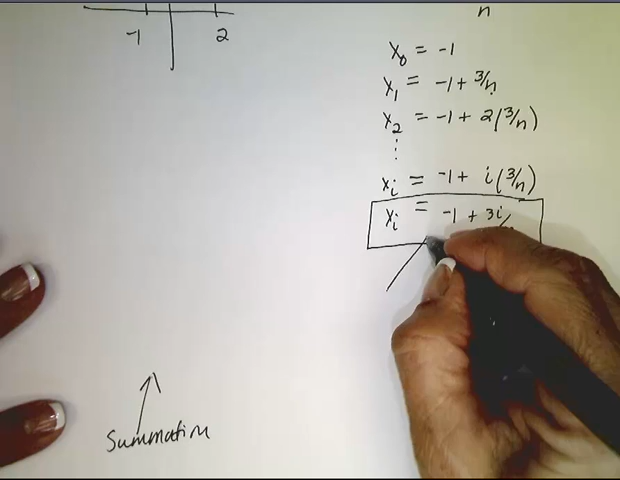 n
-1 2
x₀ = -1
x₁ = -1 + 3/n
x₂ = -1 + 2(3/n)
⋮
xᵢ = -1 + i(3/n)
xᵢ = -1 + 3i/
Summation